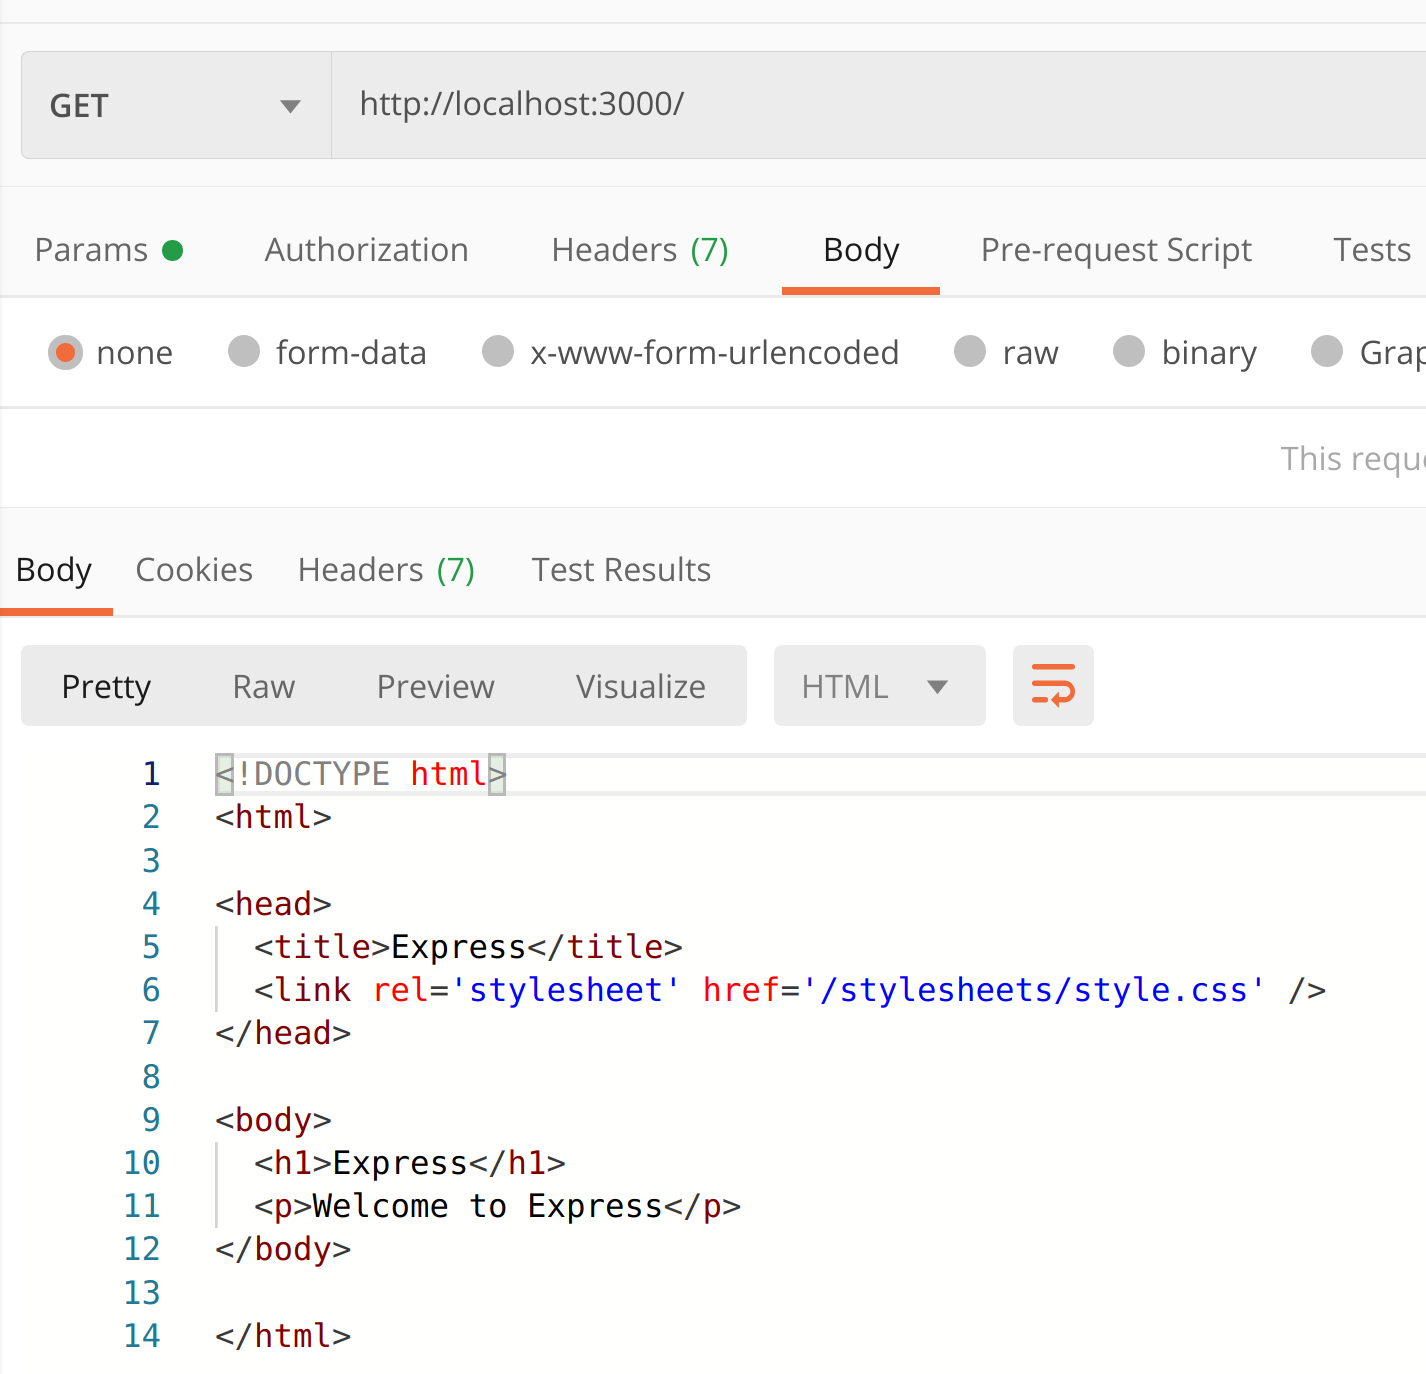 GET http://localhost:3000/
Params Authorization Headers (7) Body Pre-request Script Tests
none form-data x-www-form-urlencoded raw binary
This
Body Cookies Headers (7) Test Results
Pretty Raw Preview Visualize HTML
1 <!DOCTYPE html>
2 <html>
3
4 <head>
5 <title>Express</title>
6 <link rel='stylesheet' href='/stylesheets/style.css' />
7 </head>
8
9 <body>
10 <h1>Express</h1>
11 <p>Welcome to Express</p>
12 </body>
13
14 </html>